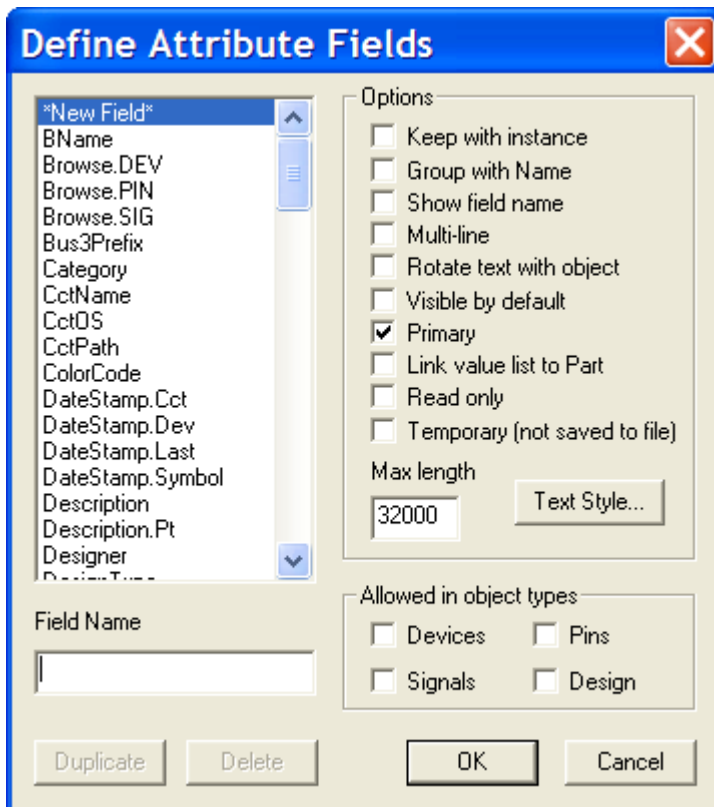 Define Attribute Fields
*New Field*
BName
Browse.DEV
Browse.PIN
Browse.SIG
Bus3Prefix
Category
CctName
CctOS
CctPath
ColorCode
DateStamp.Cct
DateStamp.Dev
DateStamp.Last
DateStamp.Symbol
Description
Description.Pt
Designer
DesignType
Field Name
Duplicate
Delete
Options
Keep with instance
Group with Name
Show field name
Multi-line
Rotate text with object
Visible by default
Primary
Link value list to Part
Read only
Temporary (not saved to file)
Max length
32000
Text Style...
Allowed in object types
Devices
Pins
Signals
Design
OK
Cancel